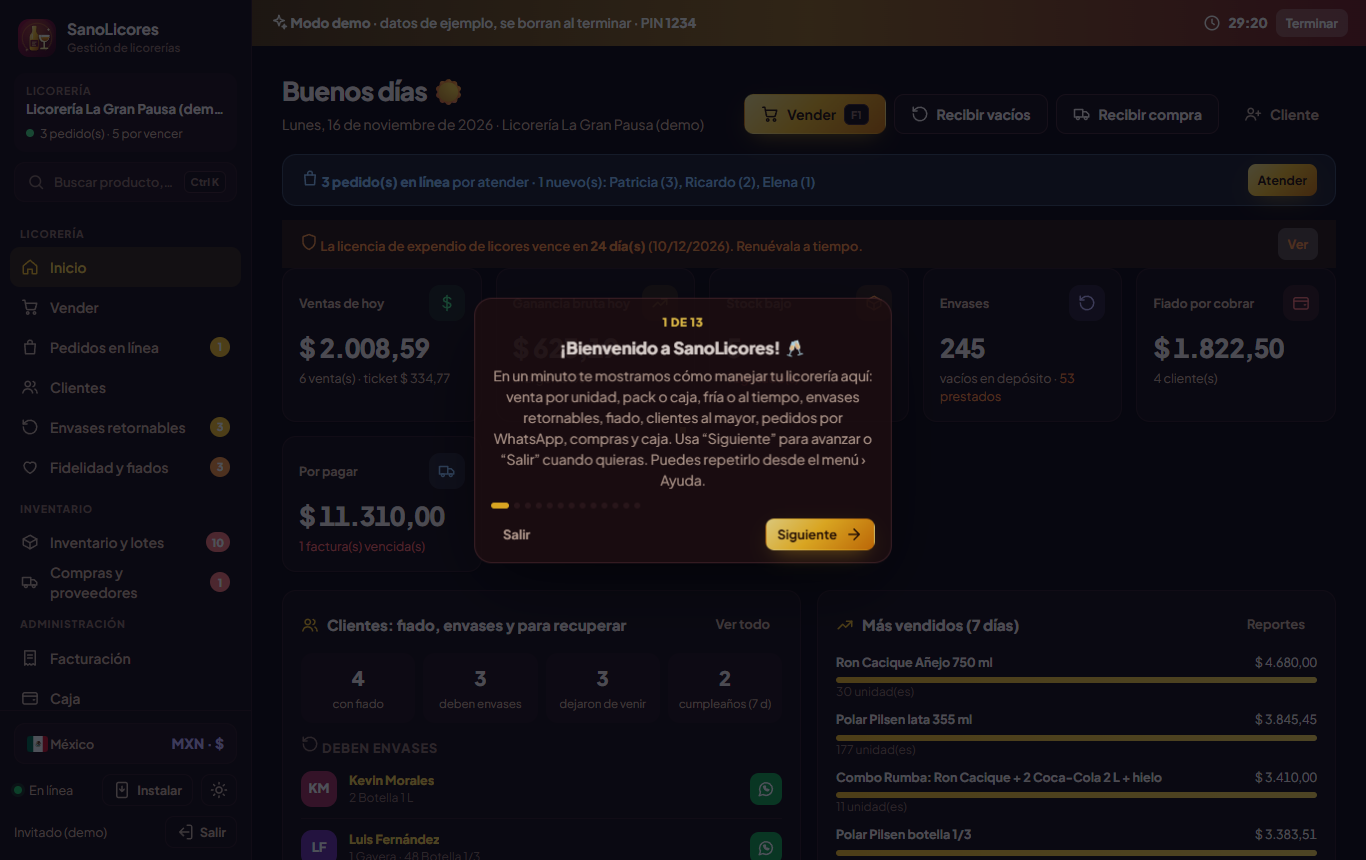 SanoLicores
Gestión de licorerías
LICORERÍA
Licorería La Gran Pausa (dem…
3 pedido(s) · 5 por vencer
Buscar producto,…
Ctrl K
LICORERÍA
Inicio
Vender
Pedidos en línea
1
Clientes
Envases retornables
3
Fidelidad y fiados
3
INVENTARIO
Inventario y lotes
10
Compras y
proveedores
1
ADMINISTRACIÓN
Facturación
Caja
México
MXN · $
En línea
Instalar
Invitado (demo)
Salir
Modo demo · datos de ejemplo, se borran al terminar · PIN 1234
29:20
Terminar
Buenos días
Lunes, 16 de noviembre de 2026 · Licorería La Gran Pausa (demo)
Vender F1
Recibir vacíos
Recibir compra
Cliente
3 pedido(s) en línea por atender · 1 nuevo(s): Patricia (3), Ricardo (2), Elena (1)
Atender
La licencia de expendio de licores vence en 24 día(s) (10/12/2026). Renuévala a tiempo.
Ver
Ventas de hoy
$ 2.008,59
6 venta(s) · ticket $ 334,77
Ganancia bruta hoy
Stock bajo
Envases
245
vacíos en depósito · 53
prestados
Fiado por cobrar
$ 1.822,50
4 cliente(s)
Por pagar
$ 11.310,00
1 factura(s) vencida(s)
1 DE 13
¡Bienvenido a SanoLicores!
En un minuto te mostramos cómo manejar tu licorería aquí:
venta por unidad, pack o caja, fría o al tiempo, envases
retornables, fiado, clientes al mayor, pedidos por
WhatsApp, compras y caja. Usa “Siguiente” para avanzar o
“Salir” cuando quieras. Puedes repetirlo desde el menú ›
Ayuda.
Salir
Siguiente
Clientes: fiado, envases y para recuperar
Ver todo
4
con fiado
3
deben envases
3
dejaron de venir
2
cumpleaños (7 d)
DEBEN ENVASES
KM
Kevin Morales
2 Botella 1 L
LF
Luis Fernández
1 Gavera · 48 Botella 1/3
Más vendidos (7 días)
Reportes
Ron Cacique Añejo 750 ml
$ 4.680,00
30 unidad(es)
Polar Pilsen lata 355 ml
$ 3.845,45
177 unidad(es)
Combo Rumba: Ron Cacique + 2 Coca-Cola 2 L + hielo
$ 3.410,00
11 unidad(es)
Polar Pilsen botella 1/3
$ 3.383,51